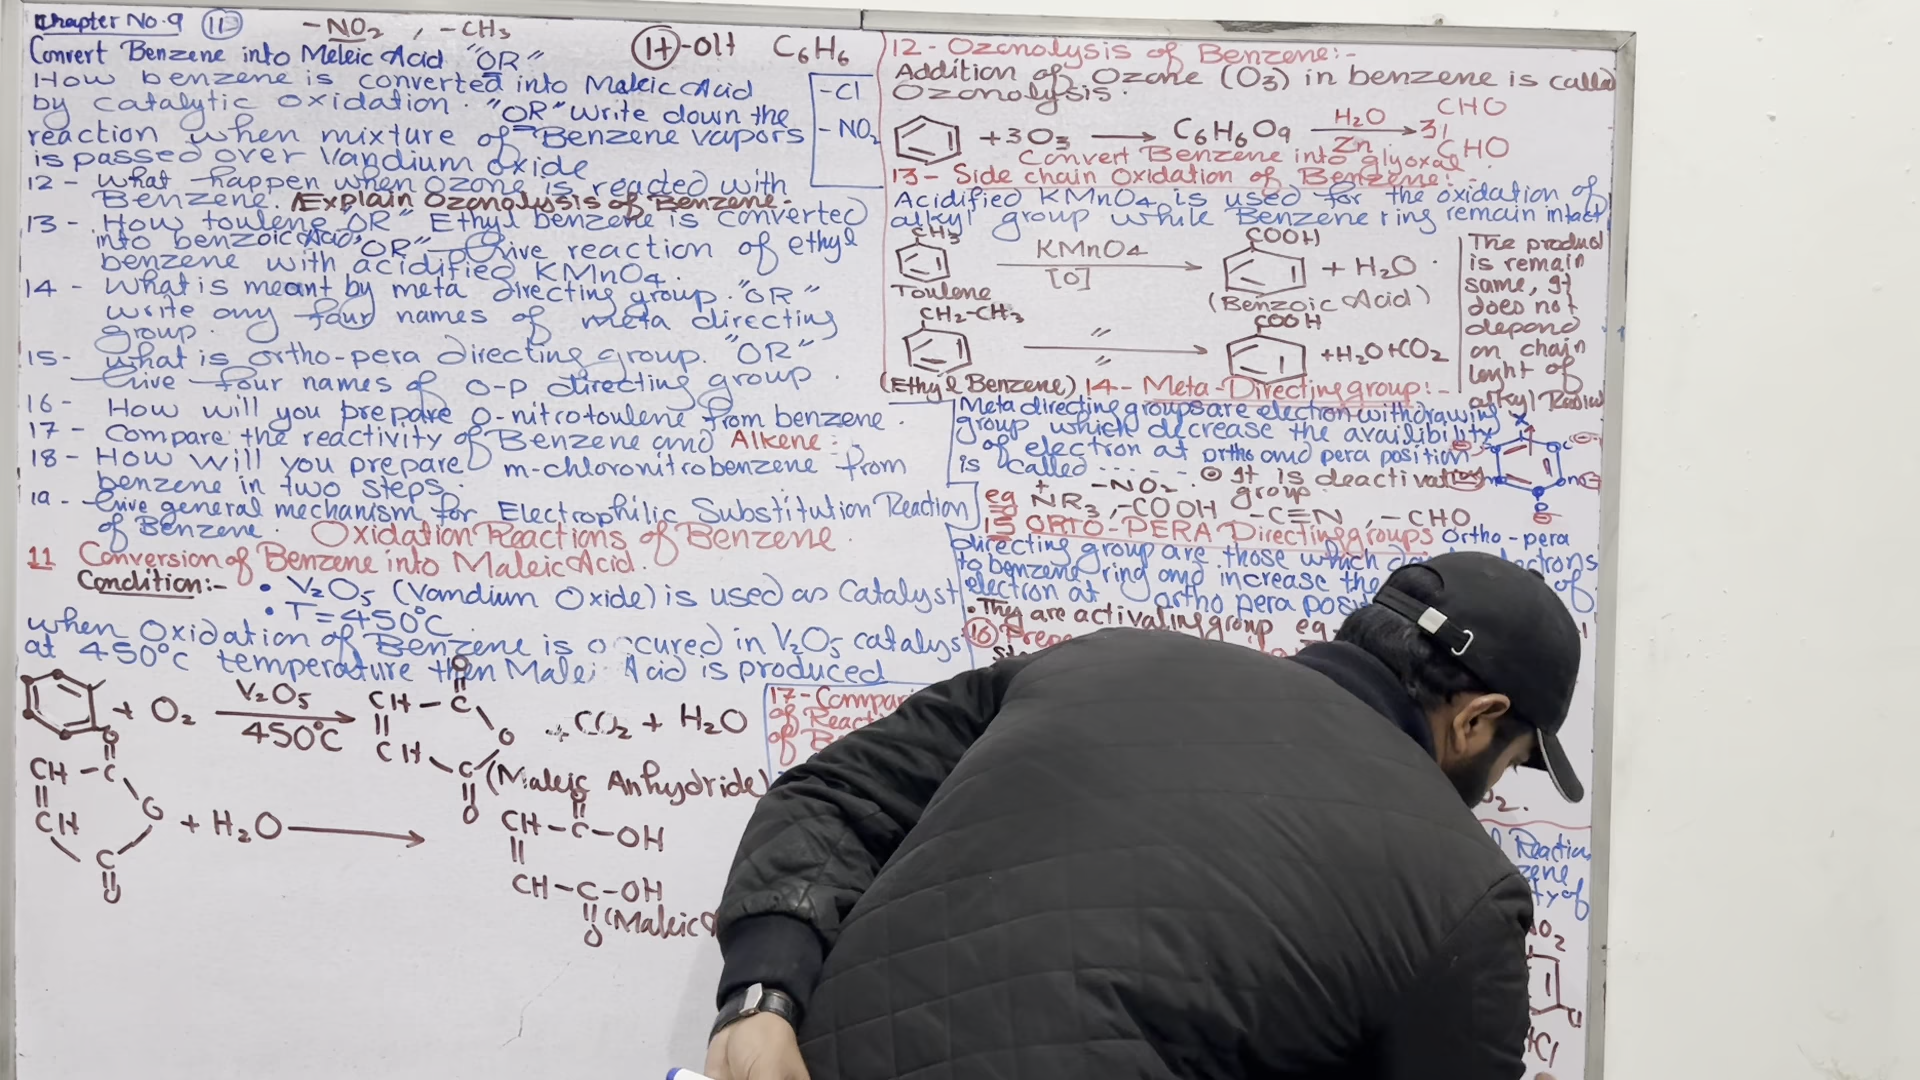 Chapter No.9 (11)
-NO2 , -CH3
(H)-OH C6H6
Convert Benzene into Meleic Acid "OR"
How benzene is converted into Maleic Acid
by catalytic oxidation. "OR" Write down the
reaction when mixture of Benzene vapors
is passed over Vandium oxide
-Cl
-NO2
12- What happen when ozone is reacted with
Benzene. /Explain Ozonolysis of Benzene-
13- How toulene "OR" Ethyl benzene is converted
into benzoic Acid, "OR" Give reaction of ethyl
benzene with acidified KMnO4.
14- What is meant by meta directing group. "OR"
write any four names of meta directing
group.
15- What is ortho-pera directing group. "OR"
Give four names of o-p directing group.
16- How will you prepare o-nitrotoulene from benzene.
17- Compare the reactivity of Benzene and Alkene:-
18- How will you prepare m-chloronitrobenzene from
benzene in two steps.
19- Give general mechanism for Electrophilic Substitution Reaction
of Benzene. Oxidation Reactions of Benzene.
11 Conversion of Benzene into Maleic Acid.
Condition:- • V2O5 (Vandium Oxide) is used as Catalyst
• T=450°C
when Oxidation of Benzene is occured in V2O5 catalys
at 450°C temperature then Malei Acid is produced
+ O2 V2O5 450°C
CH-C
O
CH
C
O
O
+ CO2 + H2O
(Maleic Anhydride)
O
CH-C
CH
C
O
O
+ H2O
O
CH-C-OH
CH-C-OH
O
(Maleic
12- Ozonolysis of Benzene:-
Addition of Ozone (O3) in benzene is called
Ozonolysis.
+3O3 C6H6O9 H2O Zn 3 CHO CHO
Convert Benzene into glyoxal
13- Side chain Oxidation of Benzene:-
Acidified KMnO4 is used for the oxidation of
alkyl group while Benzene ring remain intact
CH3 KMnO4 [O] COOH + H2O
Toulene (Benzoic Acid)
CH2-CH3 " " COOH +H2O+CO2
(Ethyl Benzene)
The product
is remain
same, It
does not
depend
on chain
lenght of
alkyl
14- Meta-Directing group:-
Meta directing groups are electron withdrawing
group which decrease the availibility
of electron at ortho and pera position
is called ------. It is deactivating
group.
eg +NR3, -NO2, -COOH -C≡N, -CHO
15 ORTO-PERA Directing groups Ortho-pera
directing group are those which
to benzene ring and increase the of
electron at ortho pera
• They are activating group eg
(16)
17-
of
of
O2.
Reaction
of
NO2
Cl